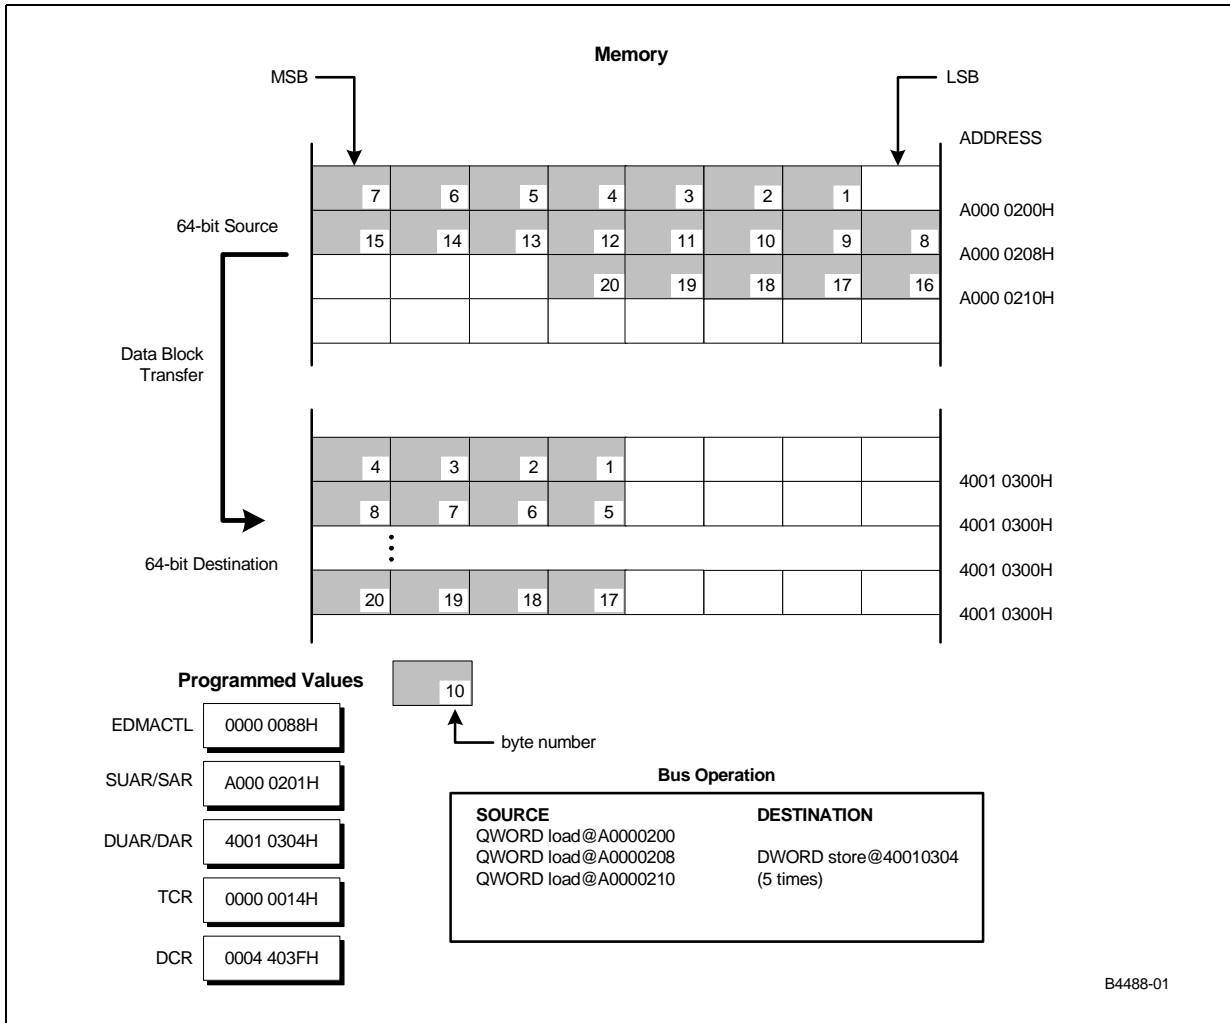 Memory
MSB
LSB
ADDRESS
7 6 5 4 3 2 1
A000 0200H
64-bit Source
15 14 13 12 11 10 9 8
A000 0208H
20 19 18 17 16
A000 0210H
Data Block
Transfer
4 3 2 1
4001 0300H
8 7 6 5
4001 0300H
64-bit Destination
4001 0300H
20 19 18 17
4001 0300H
Programmed Values
10
byte number
EDMACTL 0000 0088H
SUAR/SAR A000 0201H
DUAR/DAR 4001 0304H
TCR 0000 0014H
DCR 0004 403FH
Bus Operation
SOURCE DESTINATION
QWORD load@A0000200
QWORD load@A0000208 DWORD store@40010304
QWORD load@A0000210 (5 times)
B4488-01